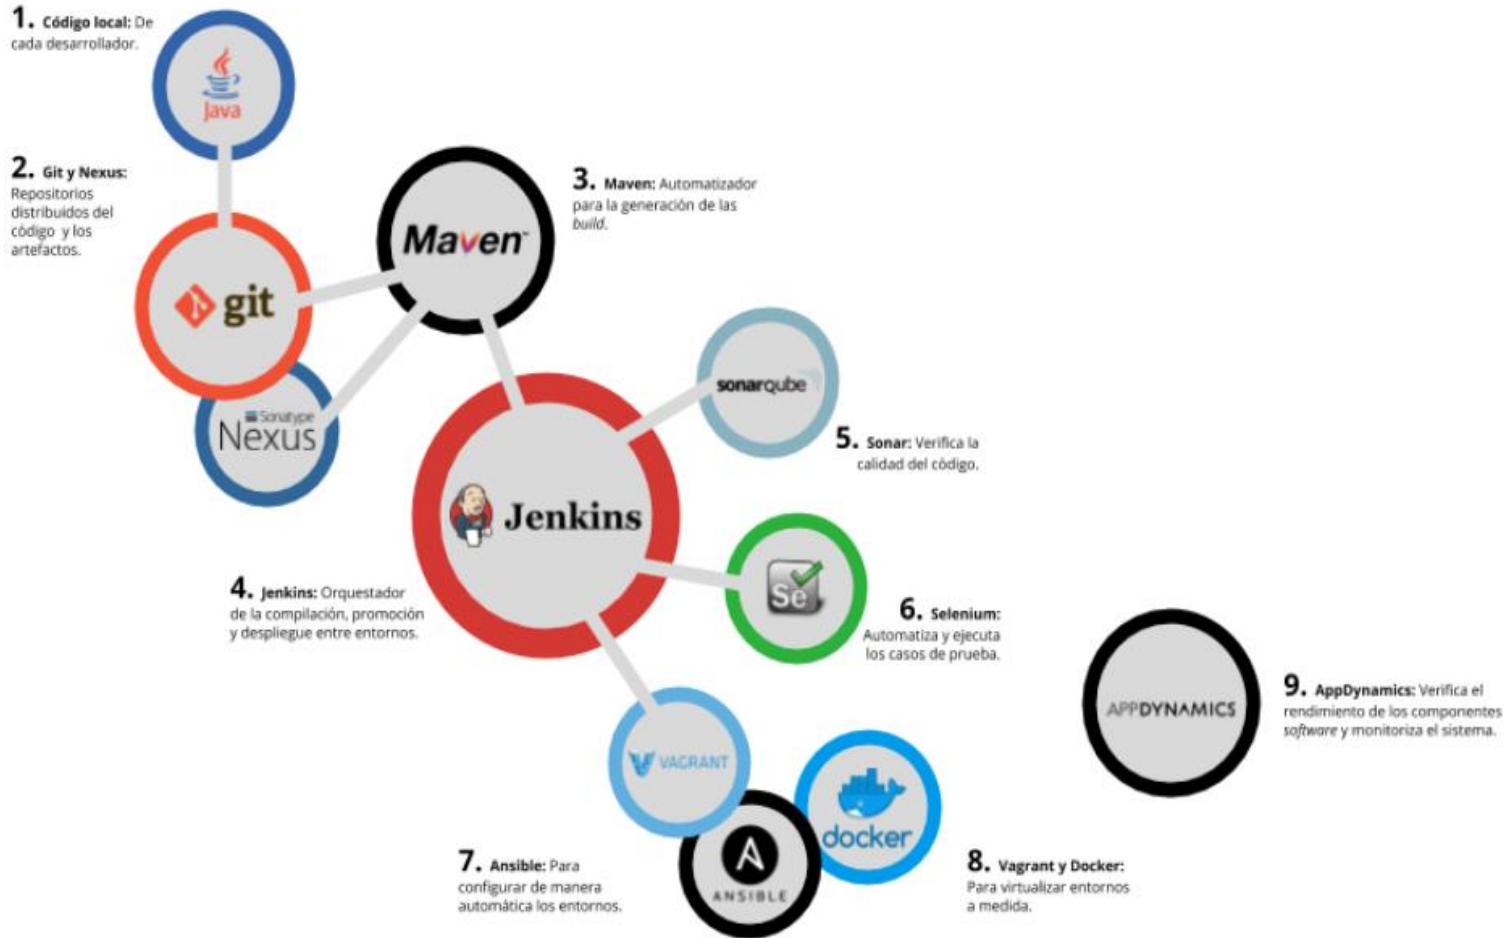 1. Código local: De
cada desarrollador.
Java
2. Git y Nexus:
Repositorios
distribuidos del
código y los
artefactos.
git
Sonatype
Nexus
Maven™
3. Maven: Automatizador
para la generación de las
build.
Jenkins
4. Jenkins: Orquestador
de la compilación, promoción
y despliegue entre entornos.
sonarqube
5. Sonar: Verifica la
calidad del código.
Se
6. Selenium:
Automatiza y ejecuta
los casos de prueba.
VAGRANT
ANSIBLE
docker
7. Ansible: Para
configurar de manera
automática los entornos.
8. Vagrant y Docker:
Para virtualizar entornos
a medida.
APPDYNAMICS
9. AppDynamics: Verifica el
rendimiento de los componentes
software y monitoriza el sistema.